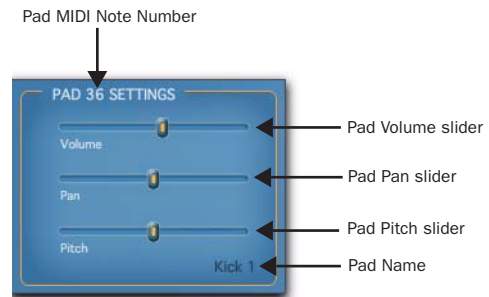 Pad MIDI Note Number
PAD 36 SETTINGS
Volume
Pad Volume slider
Pan
Pad Pan slider
Pitch
Pad Pitch slider
Kick 1
Pad Name